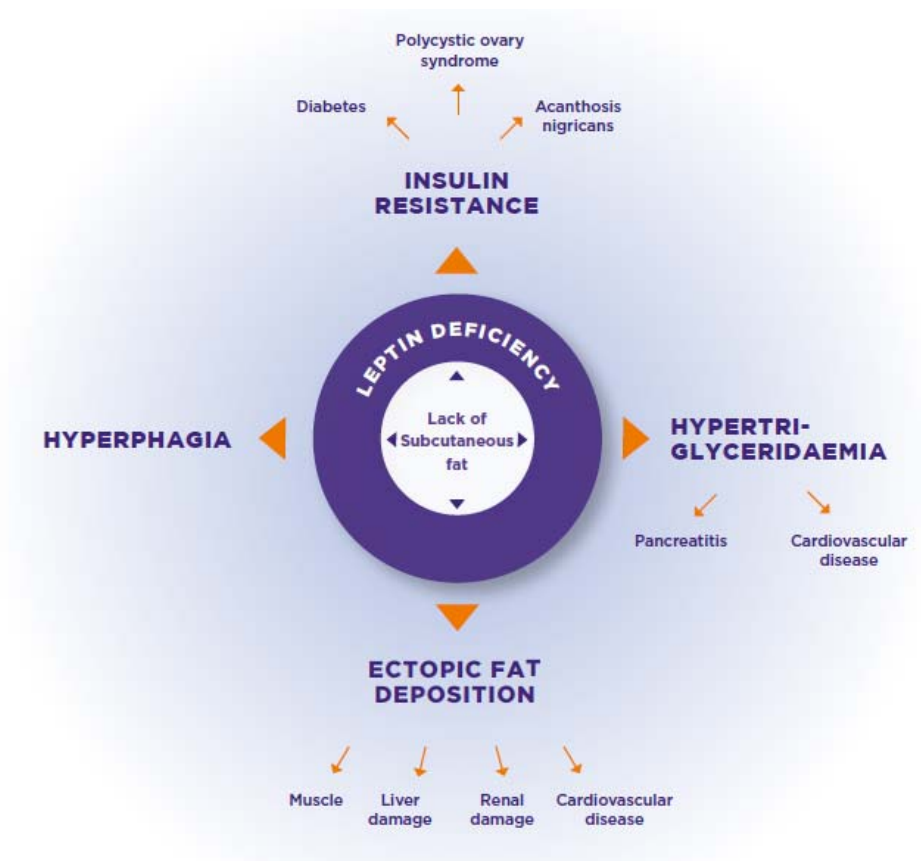 Polycystic ovary
syndrome
Diabetes
Acanthosis
nigricans
INSULIN
RESISTANCE
LEPTIN DEFICIENCY
Lack of
Subcutaneous
fat
HYPERPHAGIA
HYPERTRI-
GLYCERIDAEMIA
Pancreatitis
Cardiovascular
disease
ECTOPIC FAT
DEPOSITION
Muscle
Liver
damage
Renal
damage
Cardiovascular
disease